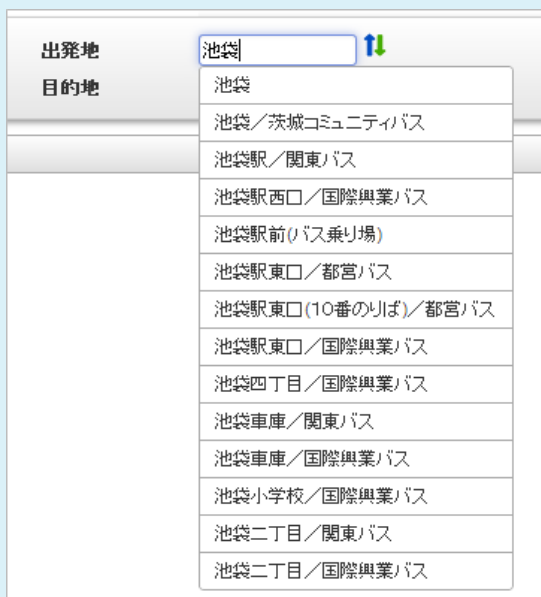 出発地 池袋
目的地
池袋
池袋／茨城コミュニティバス
池袋駅／関東バス
池袋駅西口／国際興業バス
池袋駅前(バス乗り場)
池袋駅東口／都営バス
池袋駅東口(10番のりば)／都営バス
池袋駅東口／国際興業バス
池袋四丁目／国際興業バス
池袋車庫／関東バス
池袋車庫／国際興業バス
池袋小学校／国際興業バス
池袋二丁目／関東バス
池袋二丁目／国際興業バス